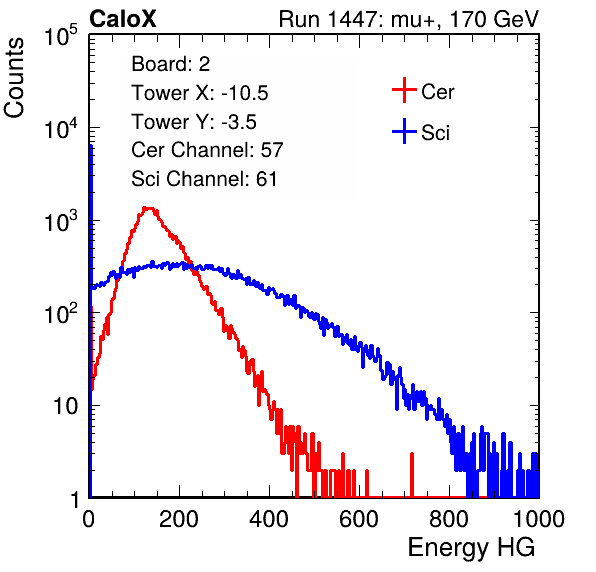 CaloX Run 1447: mu+, 170 GeV
Counts
10^5
10^4
10^3
10^2
10
1
Board: 2
Tower X: -10.5
Tower Y: -3.5
Cer Channel: 57
Sci Channel: 61
Cer
Sci
0 200 400 600 800 1000
Energy HG